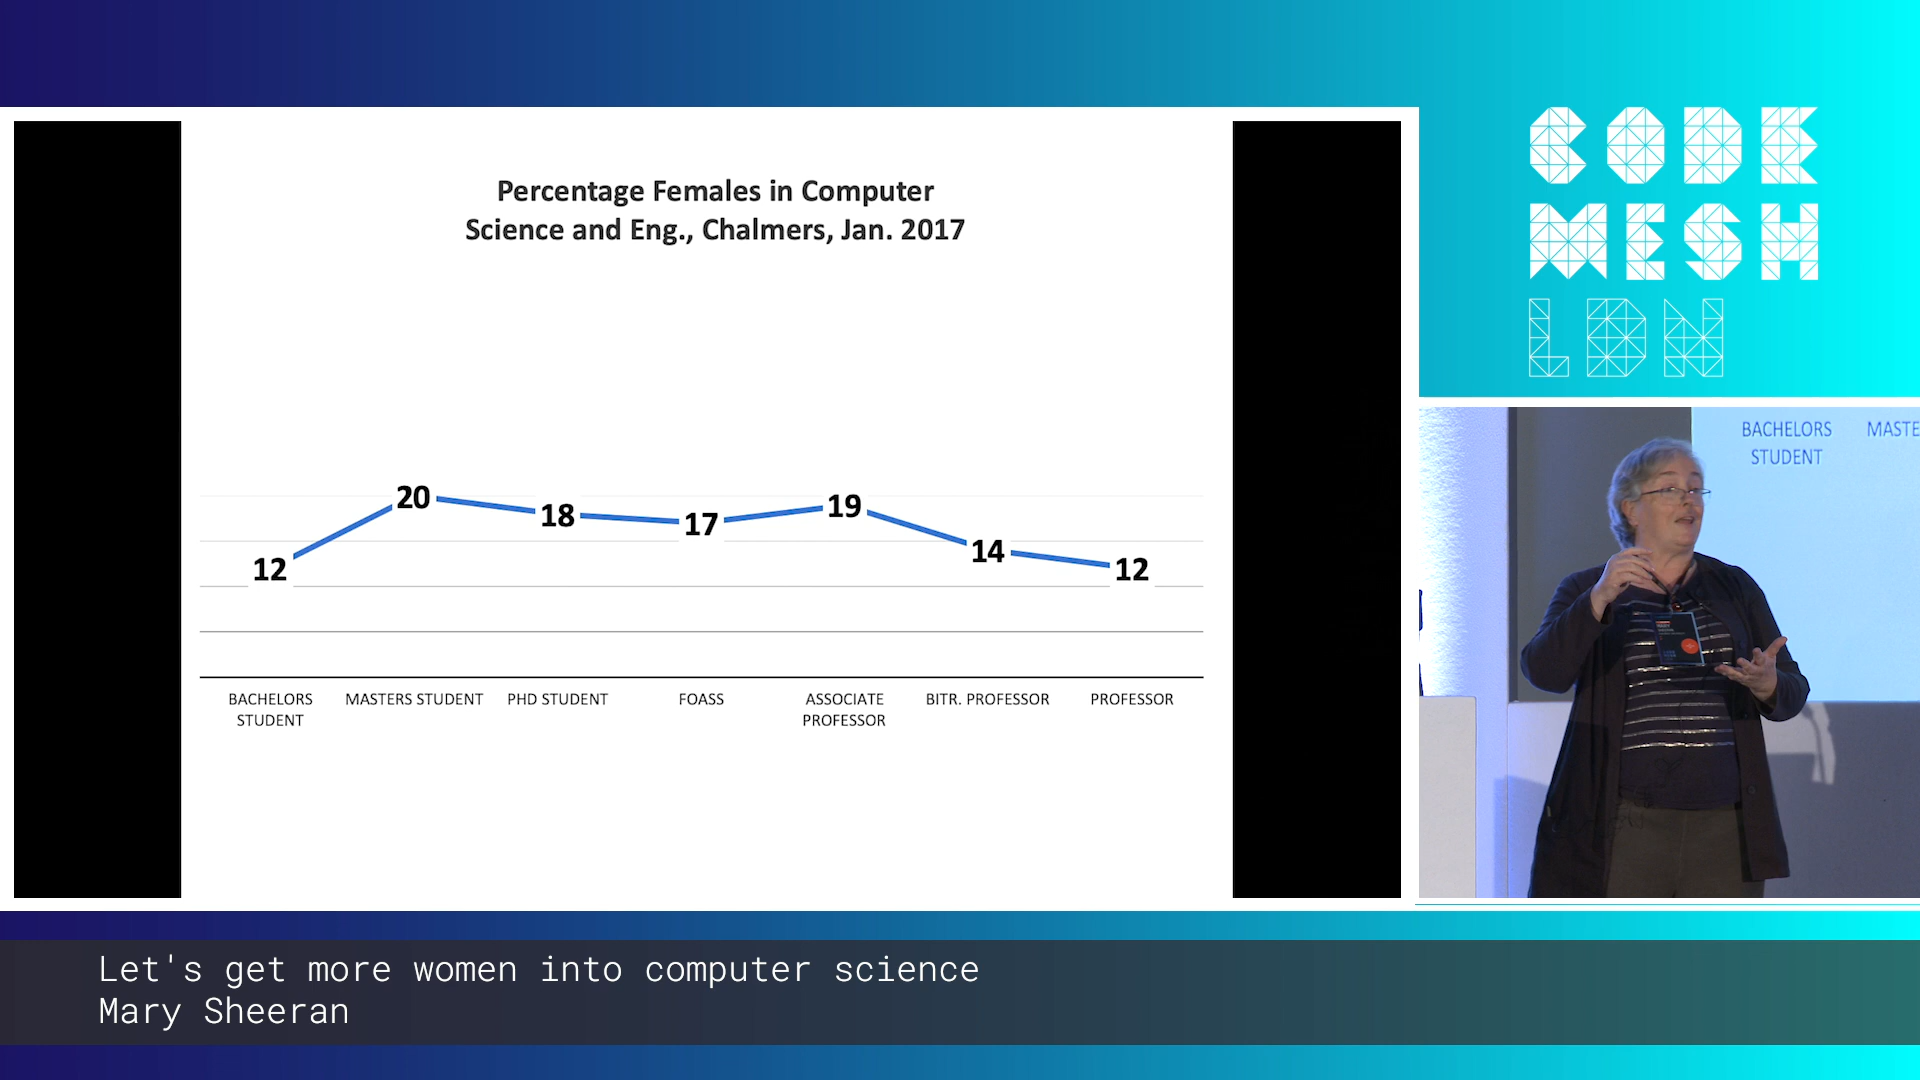 Percentage Females in Computer
Science and Eng., Chalmers, Jan. 2017
20
19
18
17
14
12
12
BACHELORS STUDENT
MASTERS STUDENT
PHD STUDENT
FOASS
ASSOCIATE PROFESSOR
BITR. PROFESSOR
PROFESSOR
CODE
MESH
LDN
BACHELORS MASTE
STUDENT
Let's get more women into computer science
Mary Sheeran